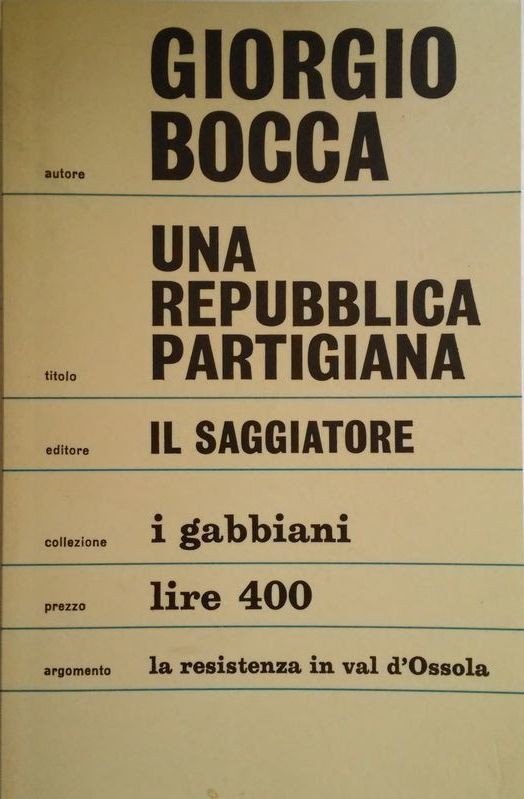 GIORGIO
BOCCA
autore
UNA
REPUBBLICA
PARTIGIANA
titolo
editore IL SAGGIATORE
collezione i gabbiani
prezzo lire 400
argomento la resistenza in val d'Ossola